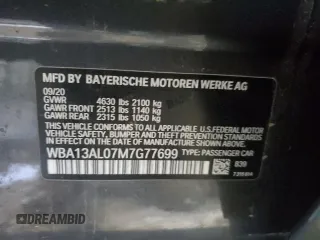 MFD BY BAYERISCHE MOTOREN WERKE AG
09/20
GVWR 4630 lbs 2100 kg
GAWR FRONT 2513 lbs 1140 kg
GAWR REAR 2315 lbs 1050 kg
THIS VEHICLE CONFORMS TO ALL APPLICABLE FEDERAL MOTOR
VEHICLE SAFETY, BUMPER, AND THEFT PREVENTION STANDARDS
IN EFFECT ON THE DATE OF MANUFACTURE SHOWN ABOVE.
WBA13AL07M7G77699 TYPE: PASSENGER CAR
839
DREAMBID